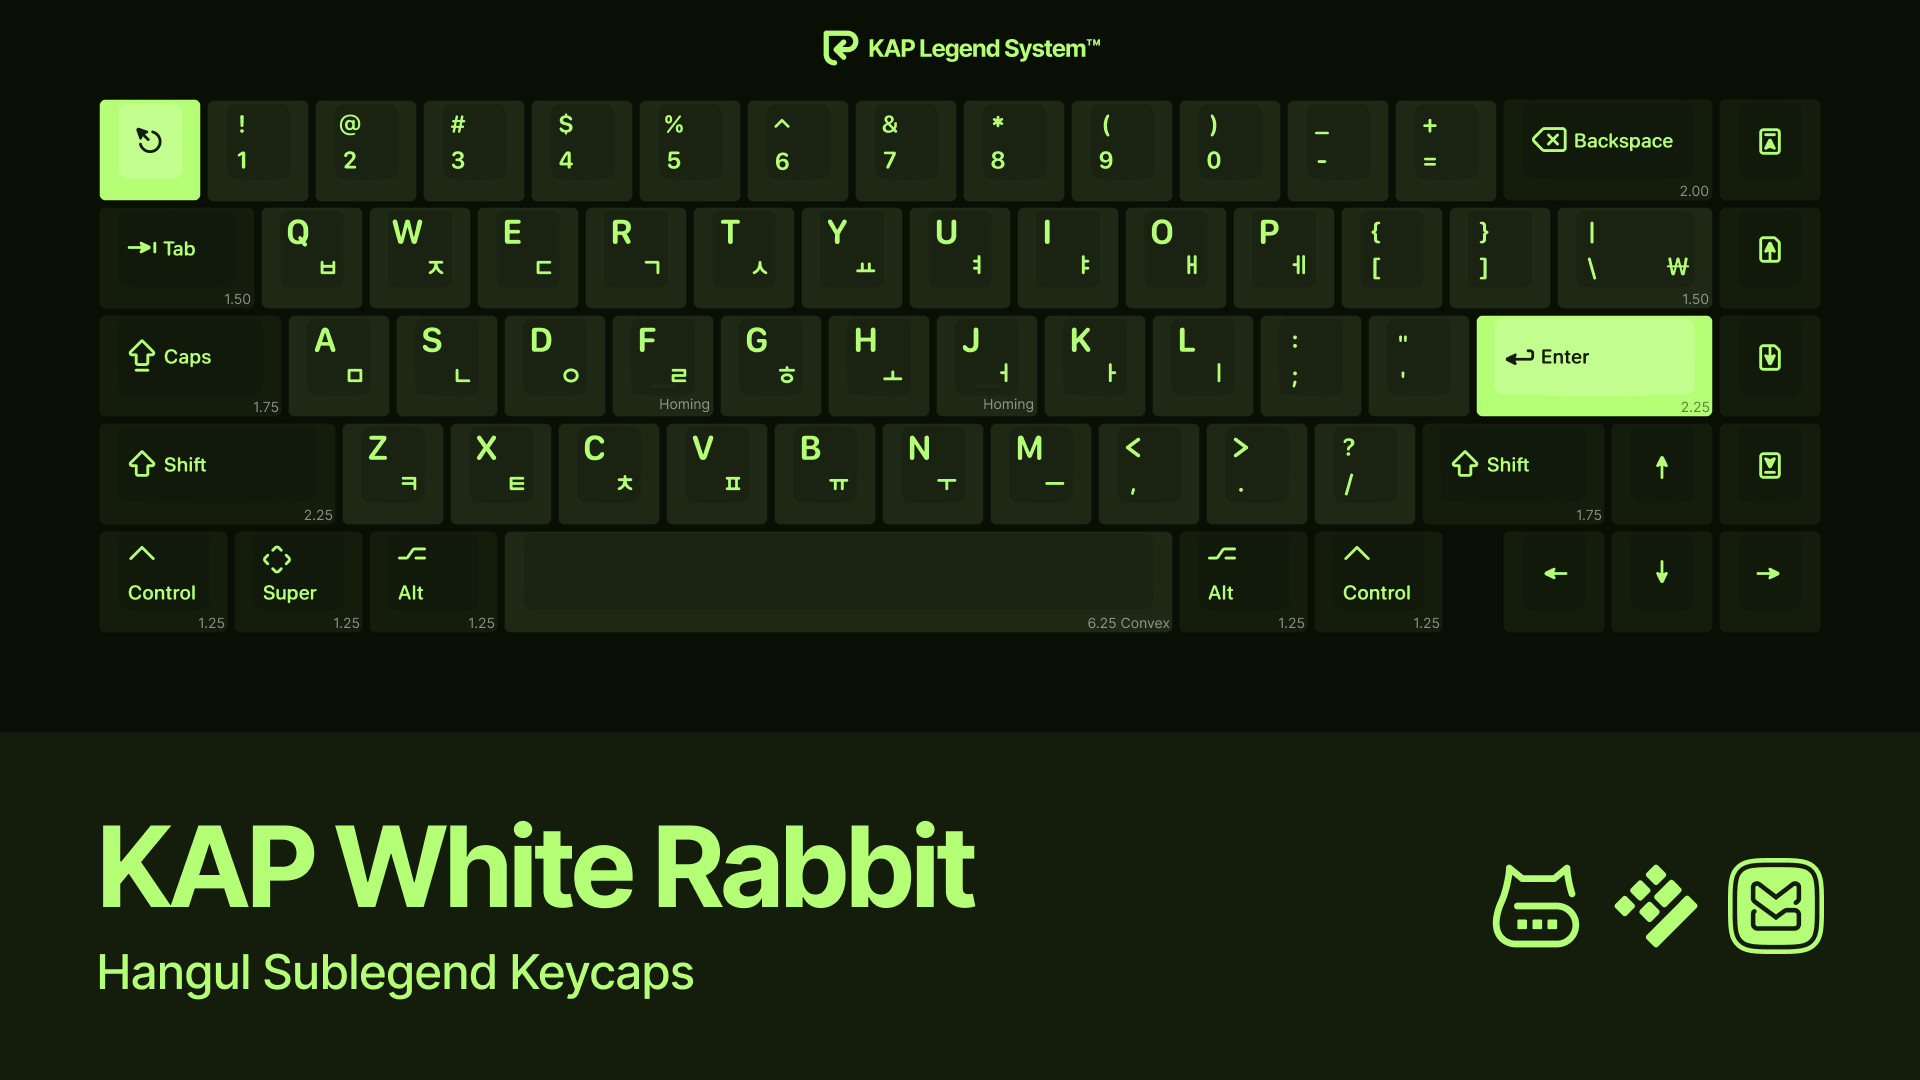 KAP Legend System™
! @ # $ % ^ & * ( ) _ +
1 2 3 4 5 6 7 8 9 0 - = Backspace
2.00
Q W E R T Y U I O P { } |
Tab ㅂ ㅈ ㄷ ㄱ ㅅ ㅛ ㅕ ㅑ ㅐ ㅔ [ ] \ ₩
1.50 1.50
A S D F G H J K L : "
Caps ㅁ ㄴ ㅇ ㄹ ㅎ ㅗ ㅓ ㅏ ㅣ ; ' Enter
1.75 Homing Homing 2.25
Z X C V B N M < > ?
Shift ㅋ ㅌ ㅊ ㅍ ㅠ ㅜ ㅡ , . / Shift ↑
2.25 1.75
Control Super Alt Alt Control ← ↓ →
1.25 1.25 1.25 6.25 Convex 1.25 1.25
KAP White Rabbit
Hangul Sublegend Keycaps